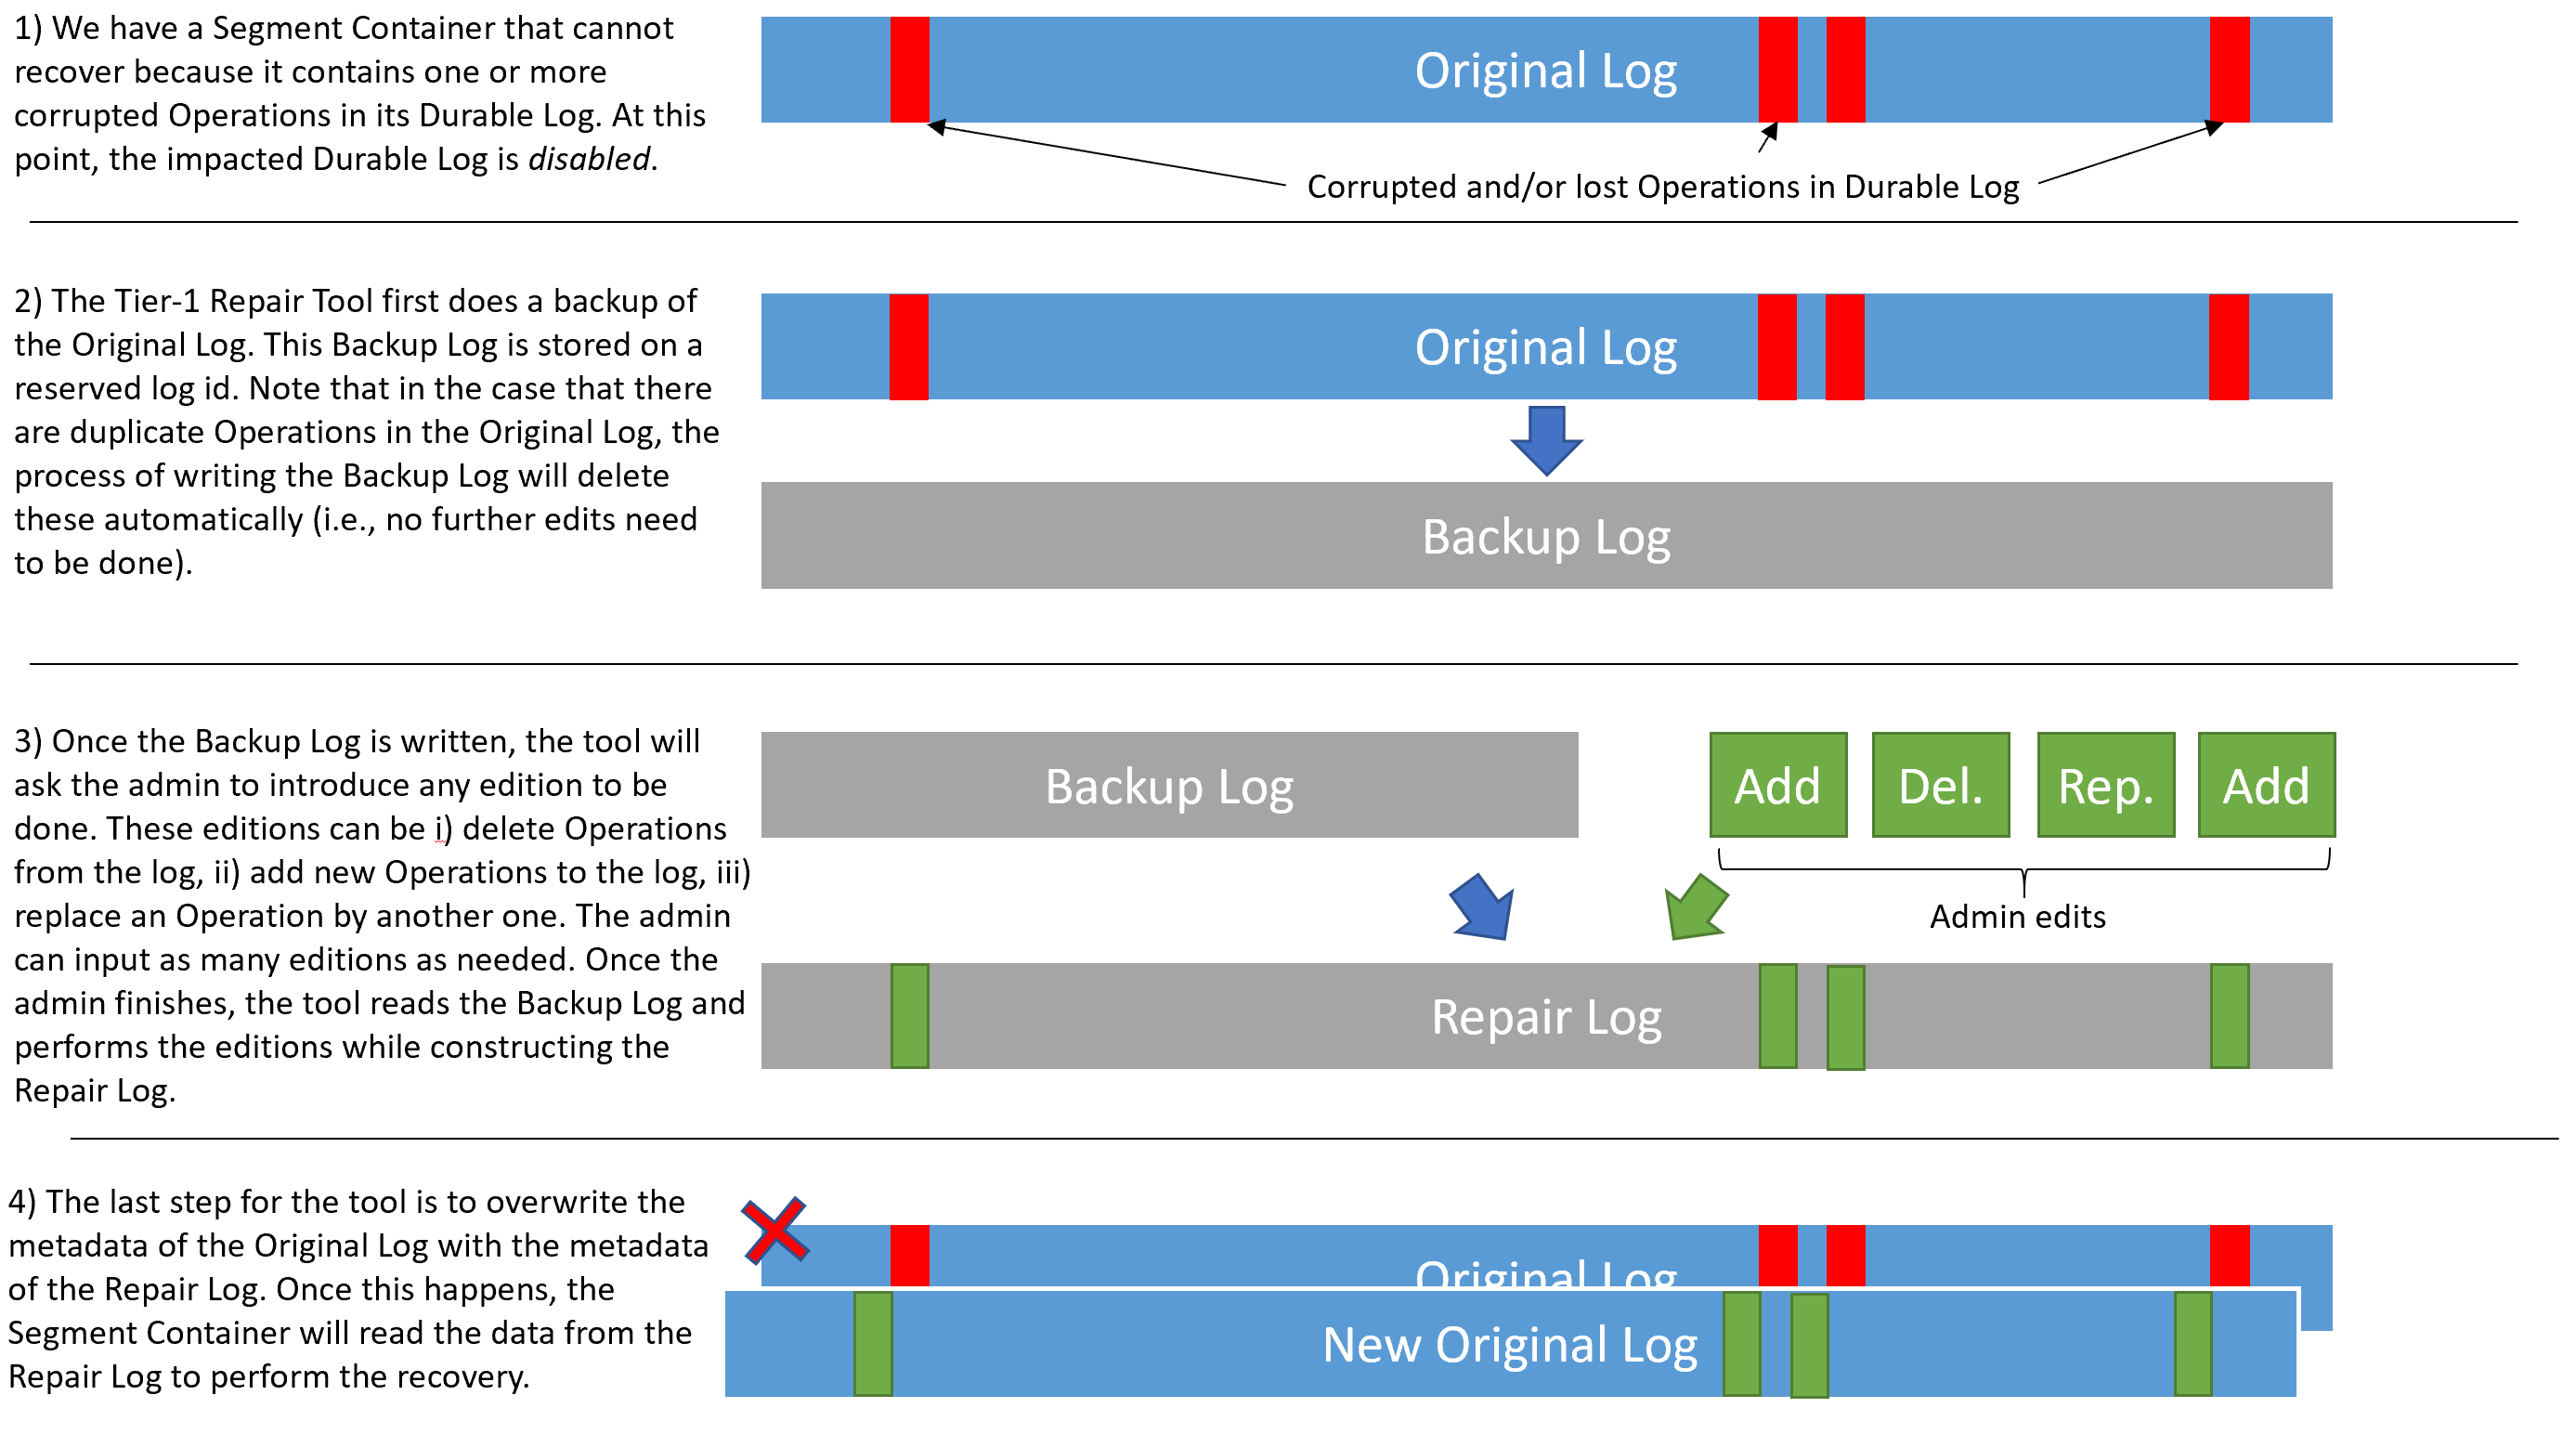 1) We have a Segment Container that cannot
recover because it contains one or more
corrupted Operations in its Durable Log. At this
point, the impacted Durable Log is disabled.
Original Log
Corrupted and/or lost Operations in Durable Log
2) The Tier-1 Repair Tool first does a backup of
the Original Log. This Backup Log is stored on a
reserved log id. Note that in the case that there
are duplicate Operations in the Original Log, the
process of writing the Backup Log will delete
these automatically (i.e., no further edits need
to be done).
Original Log
Backup Log
3) Once the Backup Log is written, the tool will
ask the admin to introduce any edition to be
done. These editions can be i) delete Operations
from the log, ii) add new Operations to the log, iii)
replace an Operation by another one. The admin
can input as many editions as needed. Once the
admin finishes, the tool reads the Backup Log and
performs the editions while constructing the
Repair Log.
Backup Log
Add
Del.
Rep.
Add
Admin edits
Repair Log
4) The last step for the tool is to overwrite the
metadata of the Original Log with the metadata
of the Repair Log. Once this happens, the
Segment Container will read the data from the
Repair Log to perform the recovery.
Original Log
New Original Log